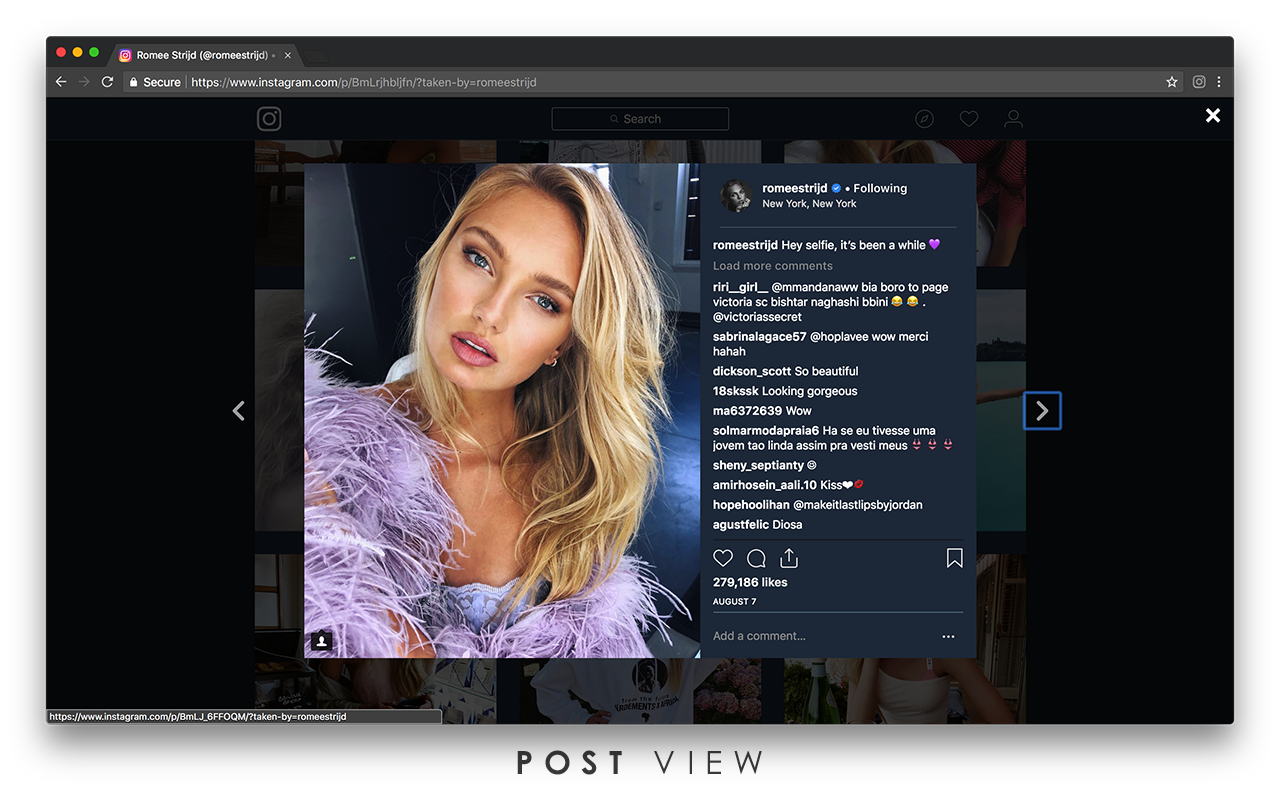 Romee Strijd (@romeestrijd) •
Secure https://www.instagram.com/p/BmLrjhbljfn/?taken-by=romeestrijd
Search
romeestrijd • Following
New York, New York
romeestrijd Hey selfie, it's been a while 💜
Load more comments
riri__girl__ @mmandanaww bia boro to page
victoria sc bishtar naghashi bbini 😂 😂 .
@victoriassecret
sabrinalagace57 @hoplavee wow merci
hahah
dickson_scott So beautiful
18skssk Looking gorgeous
ma6372639 Wow
solmarmodapraia6 Ha se eu tivesse uma
jovem tao linda assim pra vesti meus 👙 👙 👙
sheny_septianty
amirhosein_aali.10 Kiss❤💋
hopehoolihan @makeitlastlipsbyjordan
agustfelic Diosa
279,186 likes
AUGUST 7
Add a comment...
https://www.instagram.com/p/BmLJ_6FFOQM/?taken-by=romeestrijd
POST VIEW